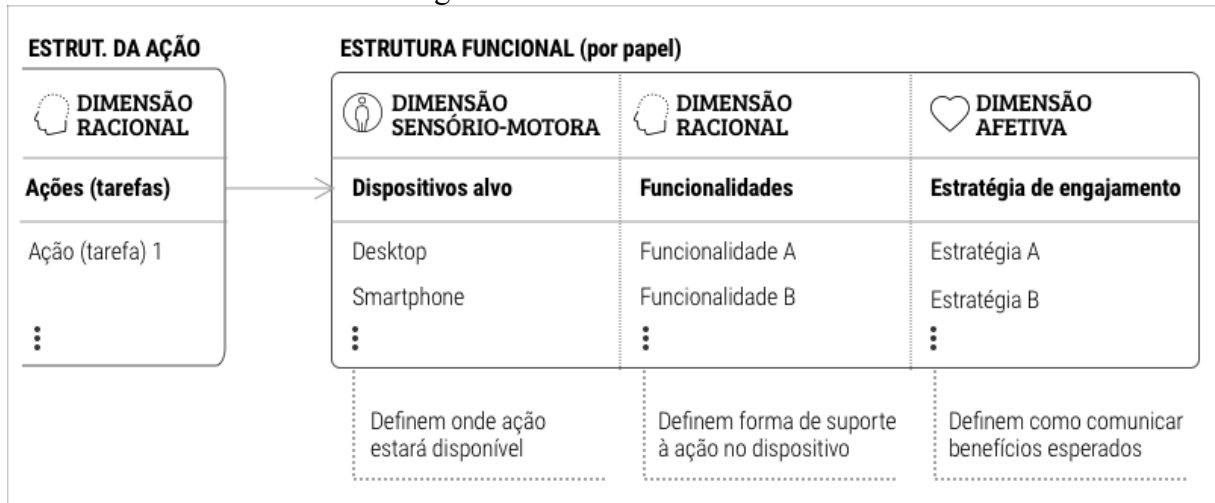 ESTRUT. DA AÇÃO
DIMENSÃO
RACIONAL
Ações (tarefas)
Ação (tarefa) 1
ESTRUTURA FUNCIONAL (por papel)
DIMENSÃO
SENSÓRIO-MOTORA
DIMENSÃO
RACIONAL
DIMENSÃO
AFETIVA
Dispositivos alvo
Funcionalidades
Estratégia de engajamento
Desktop
Funcionalidade A
Estratégia A
Smartphone
Funcionalidade B
Estratégia B
Definem onde ação
estará disponível
Definem forma de suporte
à ação no dispositivo
Definem como comunicar
benefícios esperados